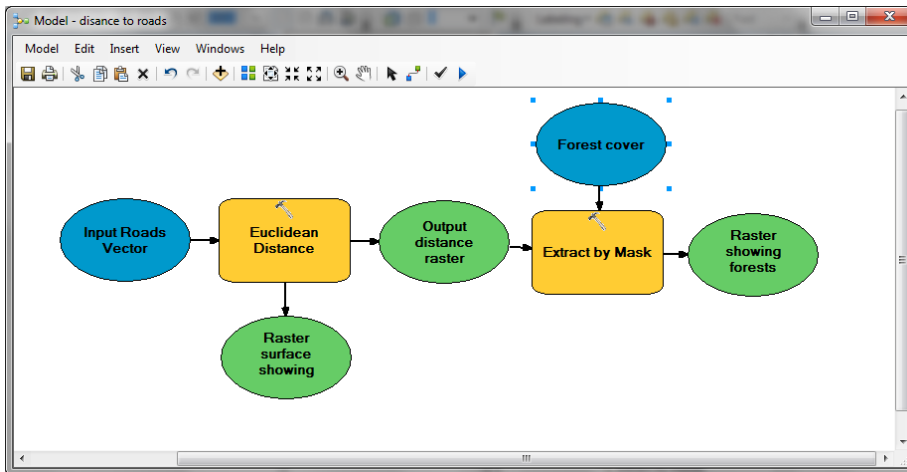 Model - disance to roads
Labeling
Model Edit Insert View Windows Help
Forest cover
Input Roads
Vector
Euclidean
Distance
Output
distance
raster
Extract by Mask
Raster
showing
forests
Raster
surface
showing